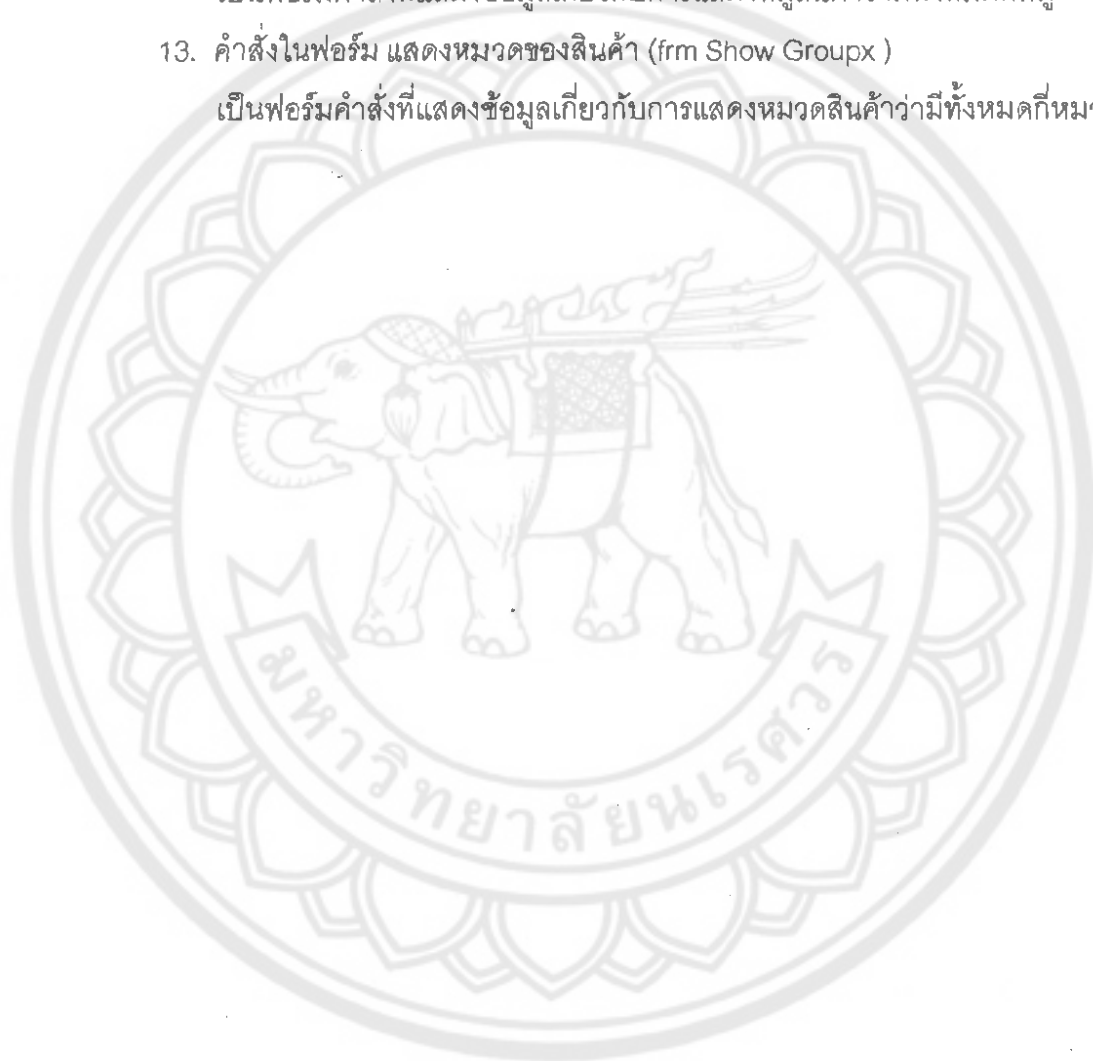 13. คำสั่งในฟอร์ม แสดงหมวดของสินค้า (frm Show Groupx )
เป็นฟอร์มคำสั่งที่แสดงข้อมูลเกี่ยวกับการแสดงหมวดสินค้าว่ามีทั้งหมดกี่หม
มหาวิทยาลัยนเรศวร